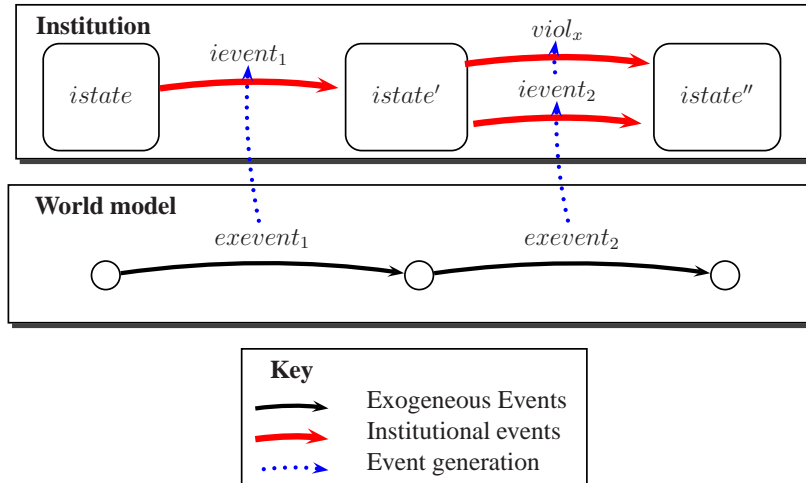 Institution
ievent₁
viol_x
istate
istate′
ievent₂
istate″
World model
exevent₁
exevent₂
Key
Exogeneous Events
Institutional events
Event generation